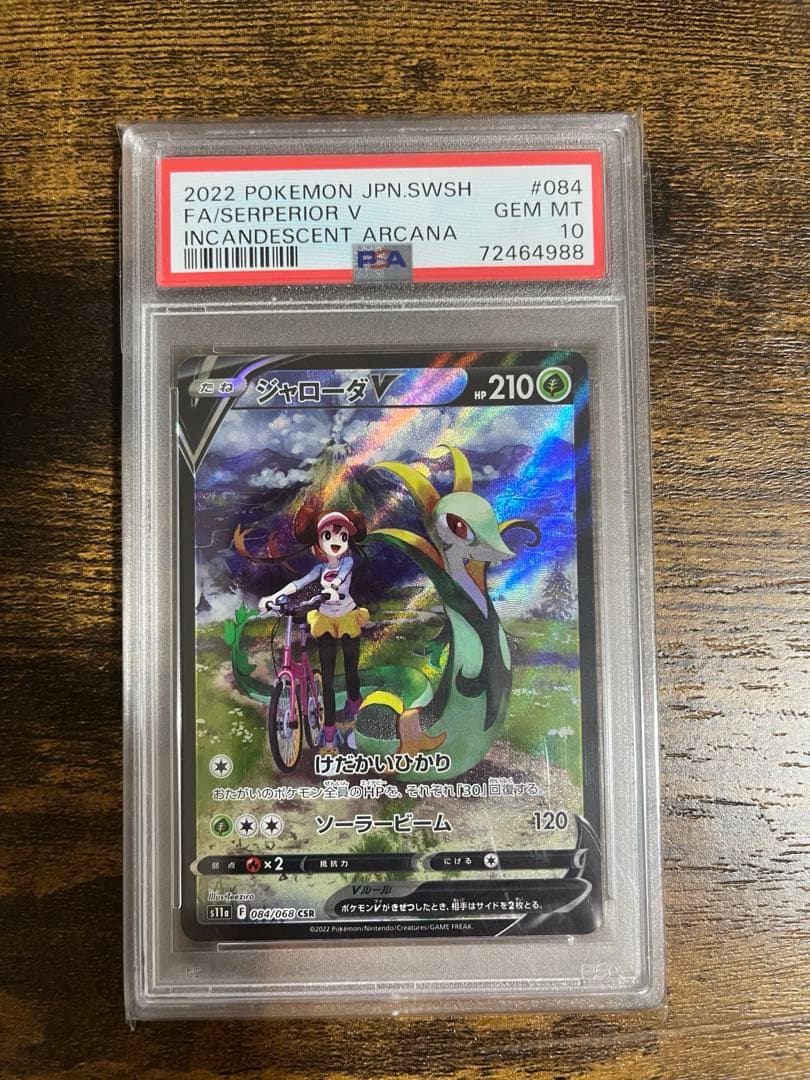 2022 POKEMON JPN.SWSH #084
FA/SERPERIOR V GEM MT
INCANDESCENT ARCANA 10
PSA 72464988
たね ジャローダV HP 210
けだかいひかり
おたがいのポケモン全員のHPを、それぞれ「30」回復する。
ソーラービーム 120
弱点 ×2 抵抗力 にげる
Vルール
ポケモンVがきぜつしたとき、相手はサイドを2枚とる。
illus. Teeziro
s11a F 084/068 CSR
©2022 Pokémon/Nintendo/Creatures/GAME FREAK.